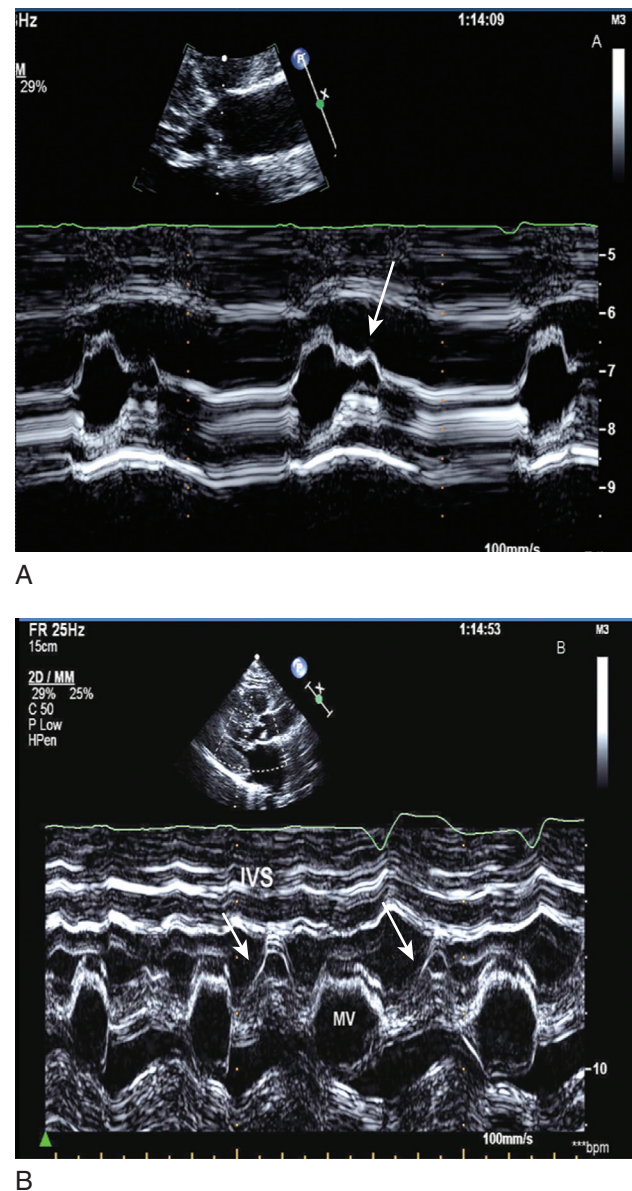 Hz
1:14:09
M3
A
M
29%
-5
-6
-7
-8
-9
100mm/s
A
FR 25Hz
1:14:53
M3
15cm
B
2D / MM
29% 25%
C 50
P Low
HPen
IVS
MV
-10
100mm/s
***bpm
B